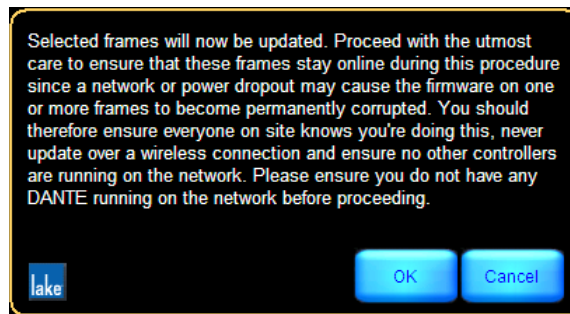 Selected frames will now be updated. Proceed with the utmost
care to ensure that these frames stay online during this procedure
since a network or power dropout may cause the firmware on one
or more frames to become permanently corrupted. You should
therefore ensure everyone on site knows you're doing this, never
update over a wireless connection and ensure no other controllers
are running on the network. Please ensure you do not have any
DANTE running on the network before proceeding.
lake
OK
Cancel